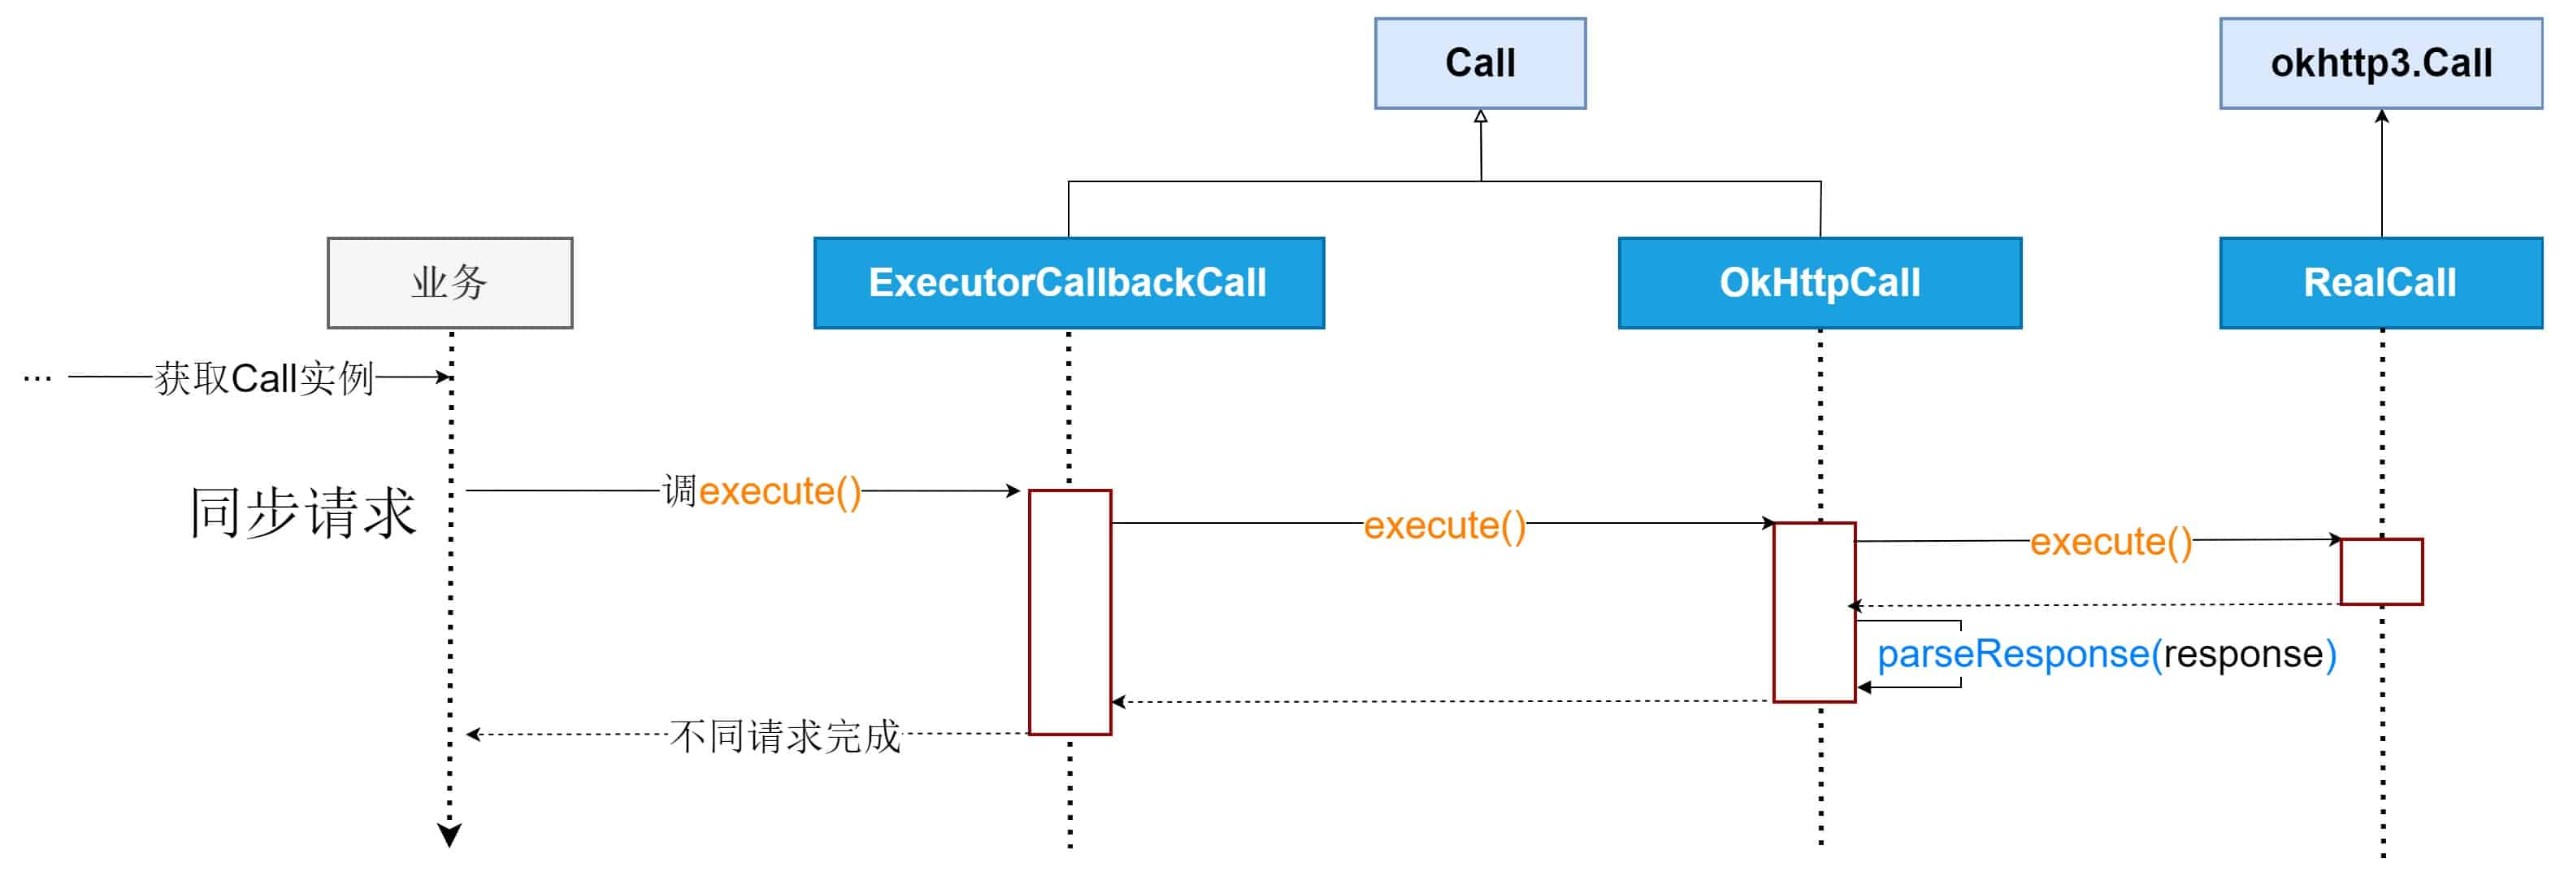 Call
okhttp3.Call
业务
ExecutorCallbackCall
OkHttpCall
RealCall
... 获取Call实例
同步请求
调execute()
execute()
execute()
parseResponse(response)
不同请求完成